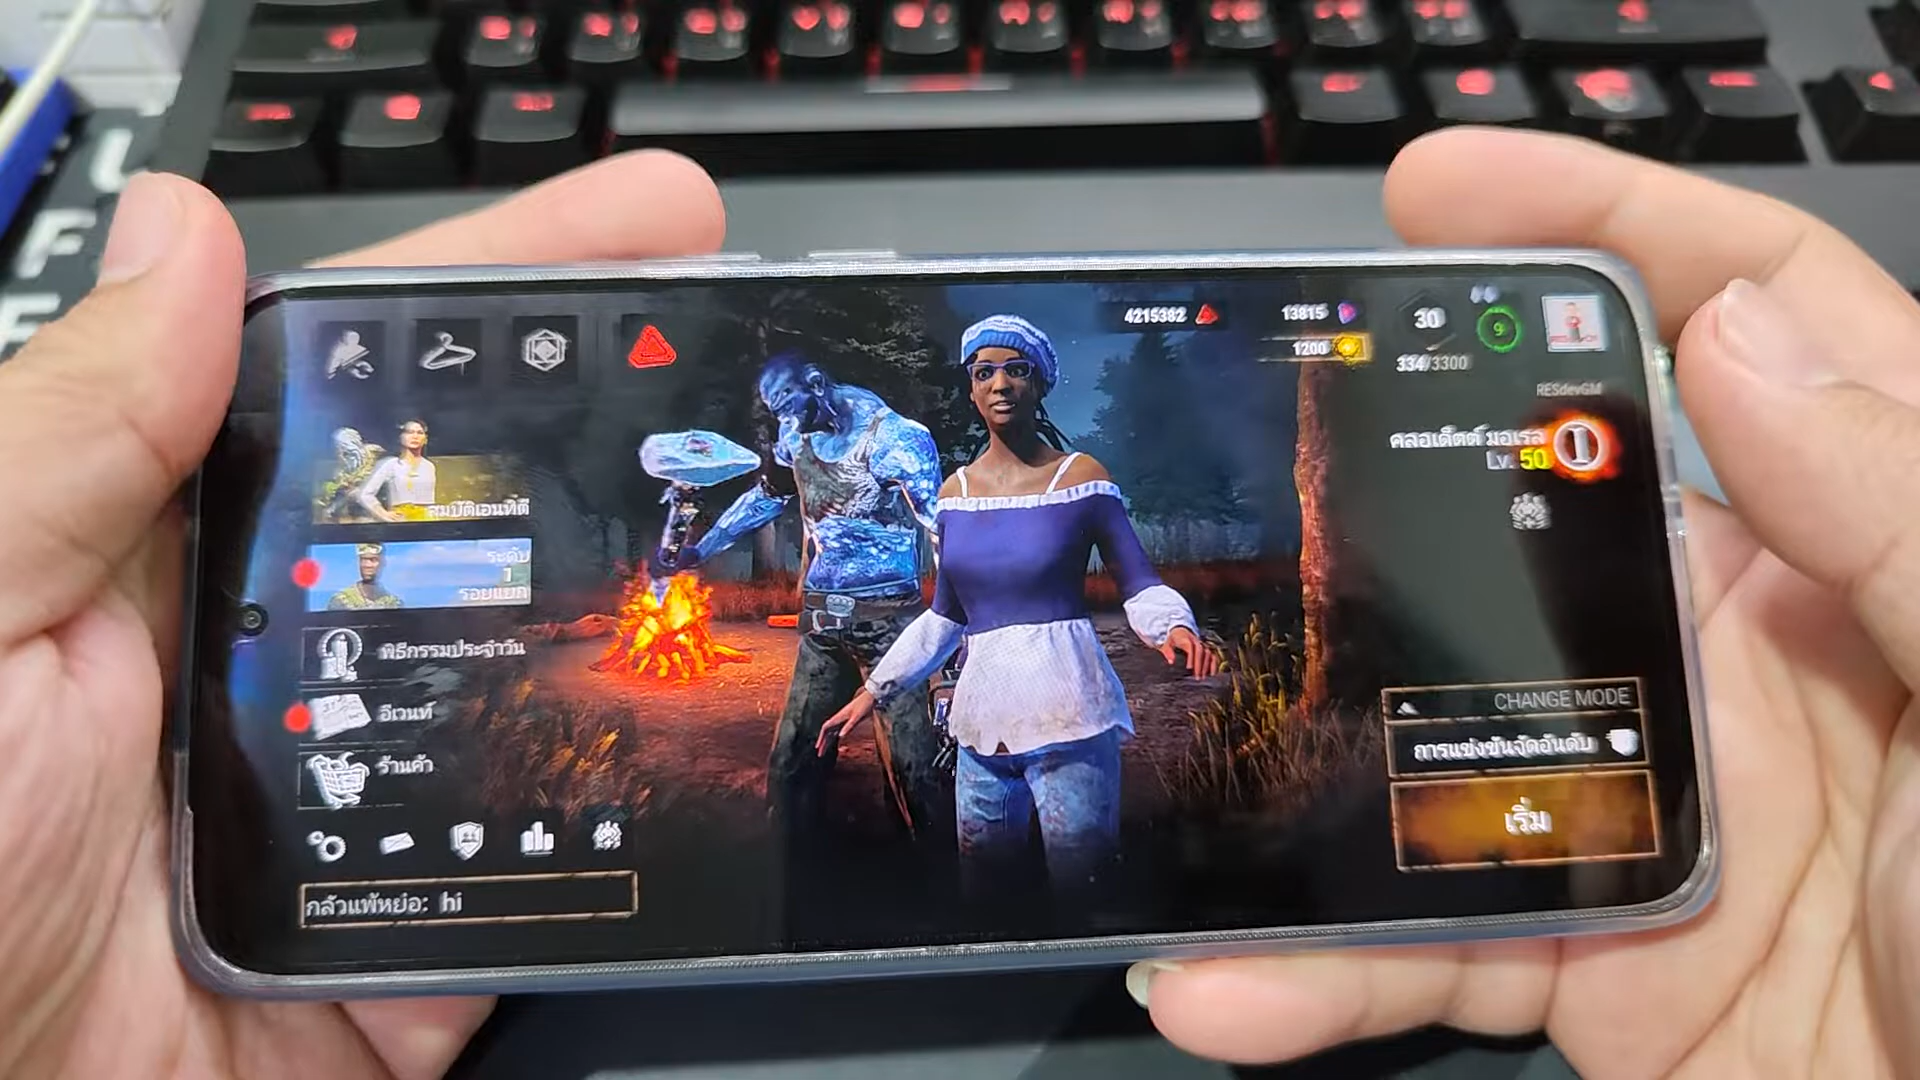 4215382
13815
1200
30
334/3300
9
RESdevGM
คลอเด็ตต์ มอเรล
Lv. 50
สมบัติเอนทิตี
ระดับ
1
รอยแยก
พิธีกรรมประจำวัน
อีเวนท์
ร้านค้า
CHANGE MODE
การแข่งขันจัดอันดับ
เริ่ม
กลัวแพ้หยอ: hi